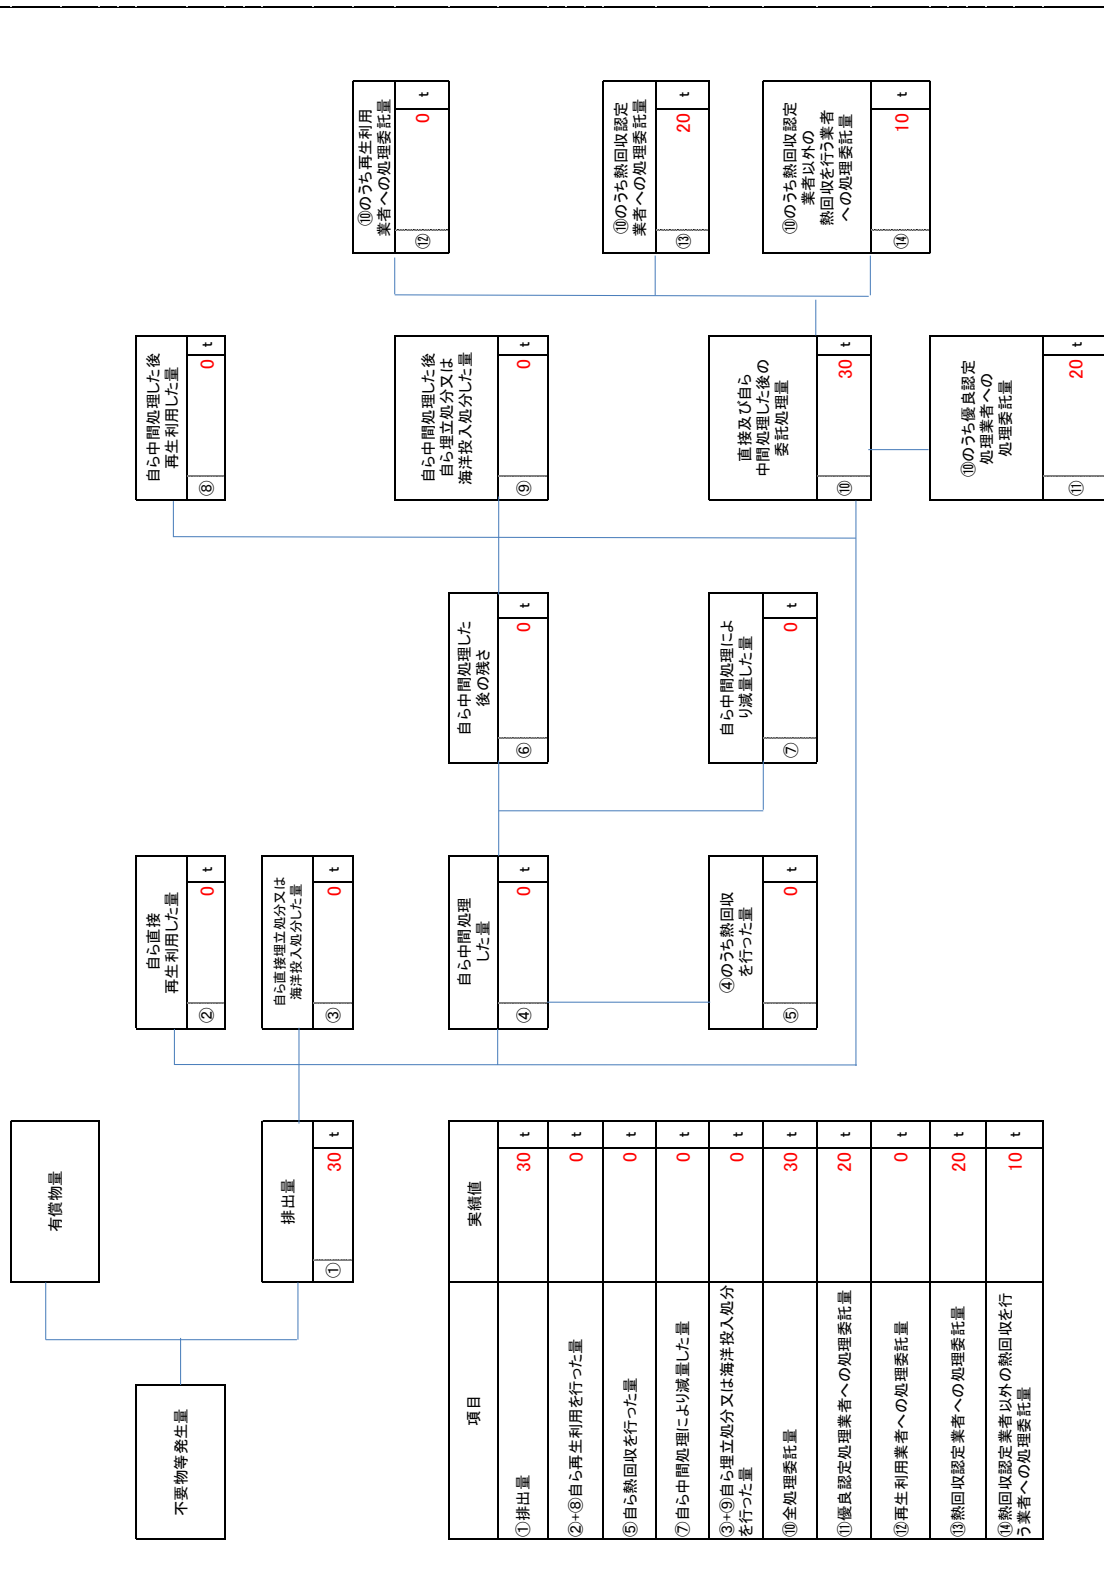 不要物等発生量
有償物量
排出量
① 30 t
自ら直接
再生利用した量
② 0 t
自ら直接埋立処分又は
海洋投入処分した量
③ 0 t
自ら中間処理
した量
④ 0 t
④のうち熱回収
を行った量
⑤ 0 t
自ら中間処理した
後の残さ
⑥ 0 t
自ら中間処理によ
り減量した量
⑦ 0 t
自ら中間処理した後
再生利用した量
⑧ 0 t
自ら中間処理した後
自ら埋立処分又は
海洋投入処分した量
⑨ 0 t
直接及び自ら
中間処理した後の
委託処理量
⑩ 30 t
⑩のうち優良認定
処理業者への
処理委託量
⑪ 20 t
⑩のうち再生利用
業者への処理委託量
⑫ 0 t
⑩のうち熱回収認定
業者への処理委託量
⑬ 20 t
⑩のうち熱回収認定
業者以外の
熱回収を行う業者
への処理委託量
⑭ 10 t
項目 実績値
①排出量 30 t
②+⑧自ら再生利用を行った量 0 t
⑤自ら熱回収を行った量 0 t
⑦自ら中間処理により減量した量 0 t
③+⑨自ら埋立処分又は海洋投入処分
を行った量 0 t
⑩全処理委託量 30 t
⑪優良認定処理業者への処理委託量 20 t
⑫再生利用業者への処理委託量 0 t
⑬熱回収認定業者への処理委託量 20 t
⑭熱回収認定業者以外の熱回収を行
う業者への処理委託量 10 t